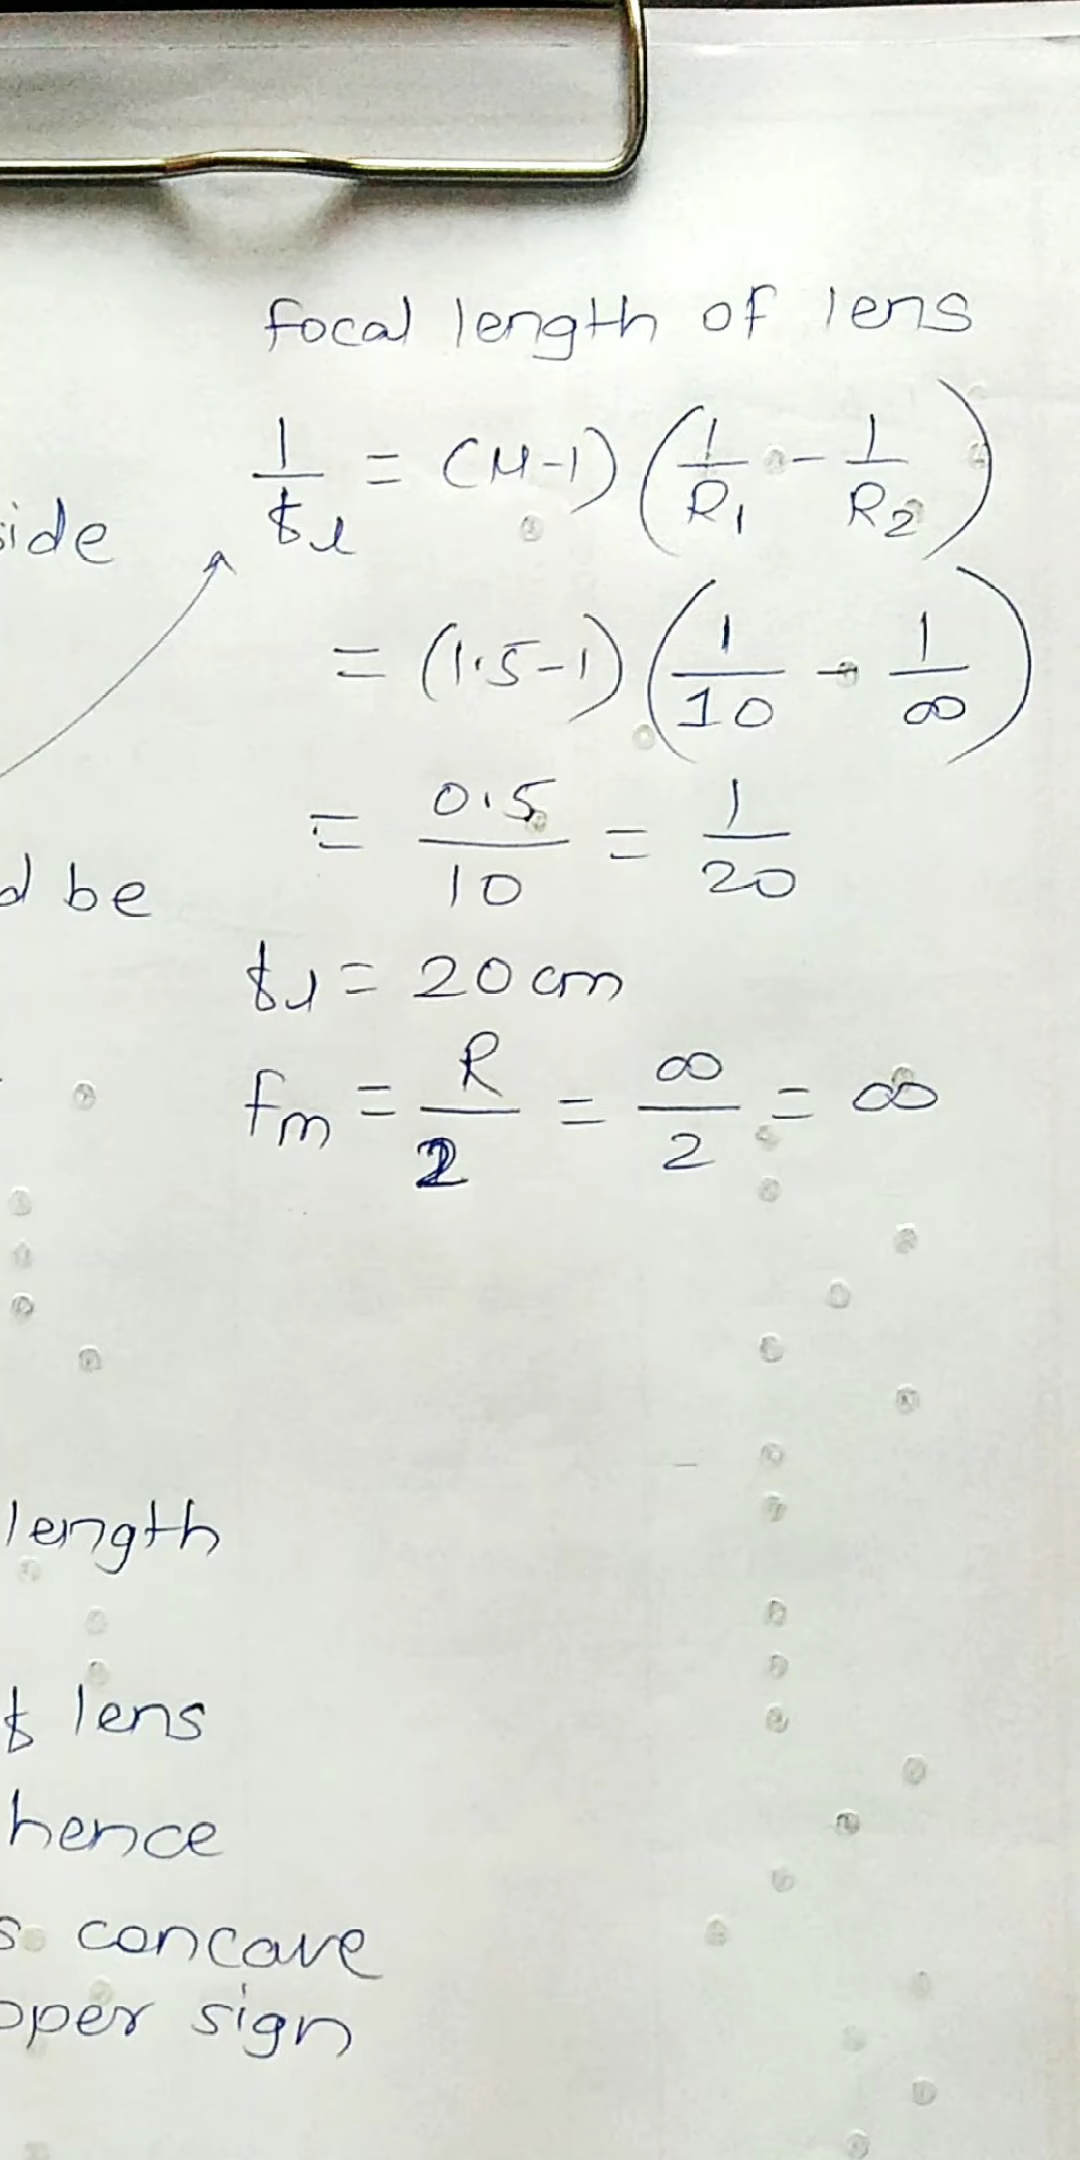 focal length of lens
1/fl = (μ-1) (1/R1 - 1/R2)
side
= (1.5-1) (1/10 - 1/∞)
= 0.5/10 = 1/20
d be
fl = 20 cm
fm = R/2 = ∞/2 = ∞
length
f lens
hence
s concave
oper sign